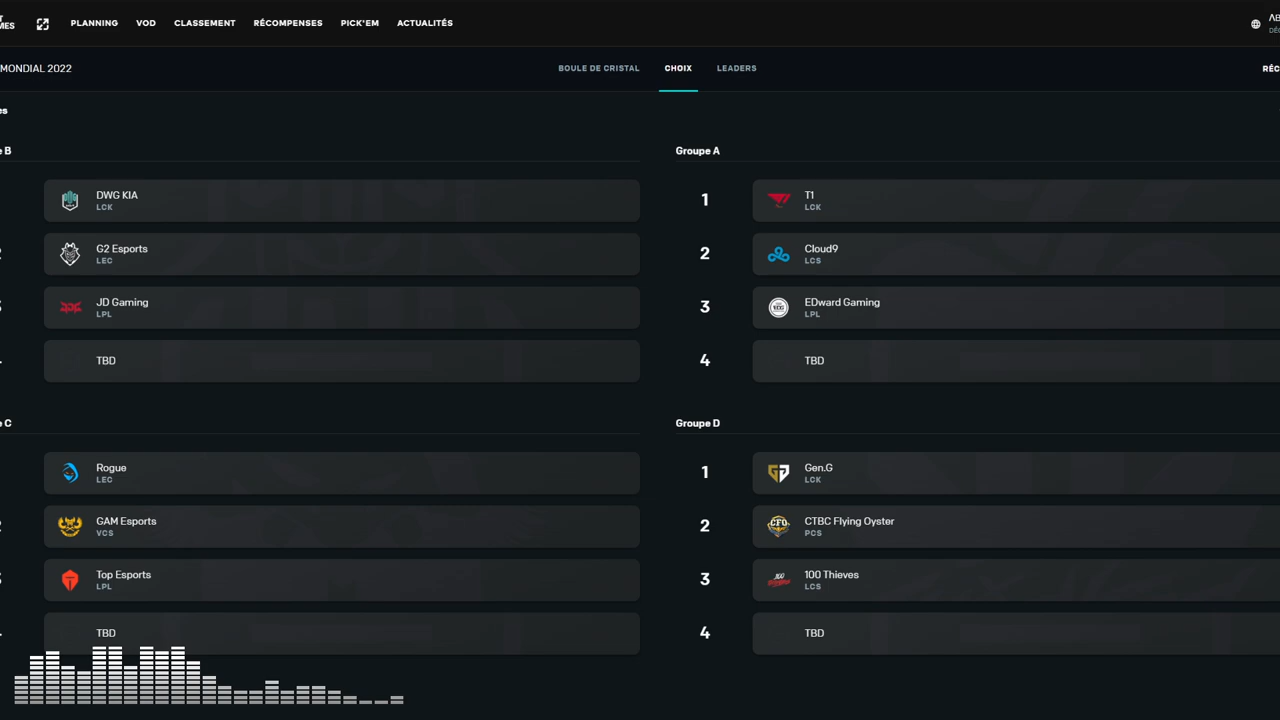 MES
PLANNING
VOD
CLASSEMENT
RÉCOMPENSES
PICK'EM
ACTUALITÉS
MONDIAL 2022
BOULE DE CRISTAL
CHOIX
LEADERS
RÉC
es
e B
DWG KIA
LCK
G2 Esports
LEC
JD Gaming
LPL
TBD
Groupe A
1
T1
LCK
2
Cloud9
LCS
3
EDward Gaming
LPL
4
TBD
e C
Rogue
LEC
GAM Esports
VCS
Top Esports
LPL
TBD
Groupe D
1
Gen.G
LCK
2
CTBC Flying Oyster
PCS
3
100 Thieves
LCS
4
TBD